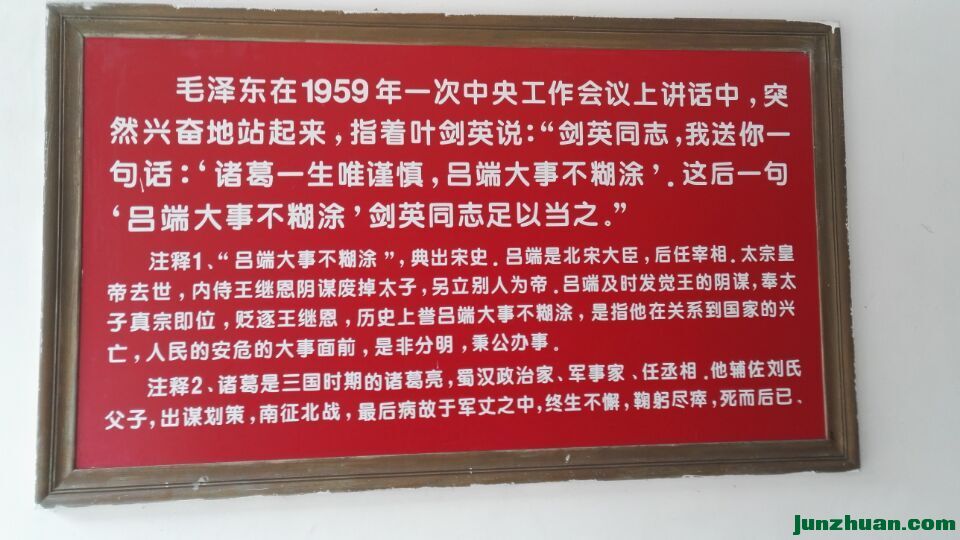 毛泽东在1959年一次中央工作会议上讲话中，突
然兴奋地站起来，指着叶剑英说：“剑英同志，我送你一
句话：‘诸葛一生唯谨慎，吕端大事不糊涂’．这后一句
‘吕端大事不糊涂’剑英同志足以当之．”
注释1、“吕端大事不糊涂”，典出宋史．吕端是北宋大臣，后任宰相．太宗皇
帝去世，内侍王继恩阴谋废掉太子，另立别人为帝．吕端及时发觉王的阴谋，奉太
子真宗即位，贬逐王继恩，历史上誉吕端大事不糊涂，是指他在关系到国家的兴
亡，人民的安危的大事面前，是非分明，秉公办事．
注释2、诸葛是三国时期的诸葛亮，蜀汉政治家、军事家、任丞相．他辅佐刘氏
父子，出谋划策，南征北战，最后病故于军丈之中，终生不懈，鞠躬尽瘁，死而后已、
junzhuan.com